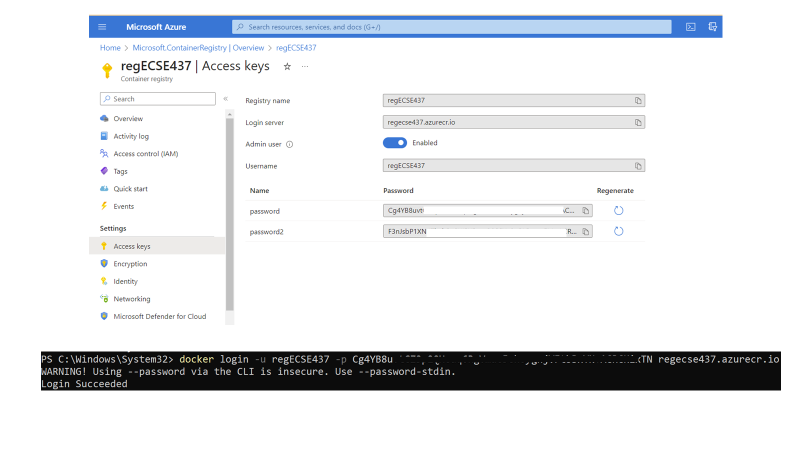 Microsoft Azure
Search resources, services, and docs (G+/)
Home > Microsoft.ContainerRegistry | Overview > regECSE437
regECSE437 | Access keys ☆ ···
Container registry
Search «
Overview
Activity log
Access control (IAM)
Tags
Quick start
Events
Settings
Access keys
Encryption
Identity
Networking
Microsoft Defender for Cloud
Registry name regECSE437
Login server regecse437.azurecr.io
Admin user Enabled
Username regECSE437
Name Password Regenerate
password Cg4YB8uvt C...
password2 F3nJsbP1XN R...
PS C:\Windows\System32> docker login -u regECSE437 -p Cg4YB8u TN regecse437.azurecr.io
WARNING! Using --password via the CLI is insecure. Use --password-stdin.
Login Succeeded